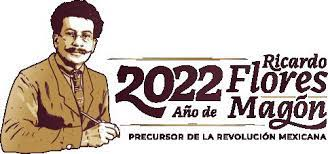 2022 Ricardo
Flores
Año de Magón
PRECURSOR DE LA REVOLUCIÓN MEXICANA